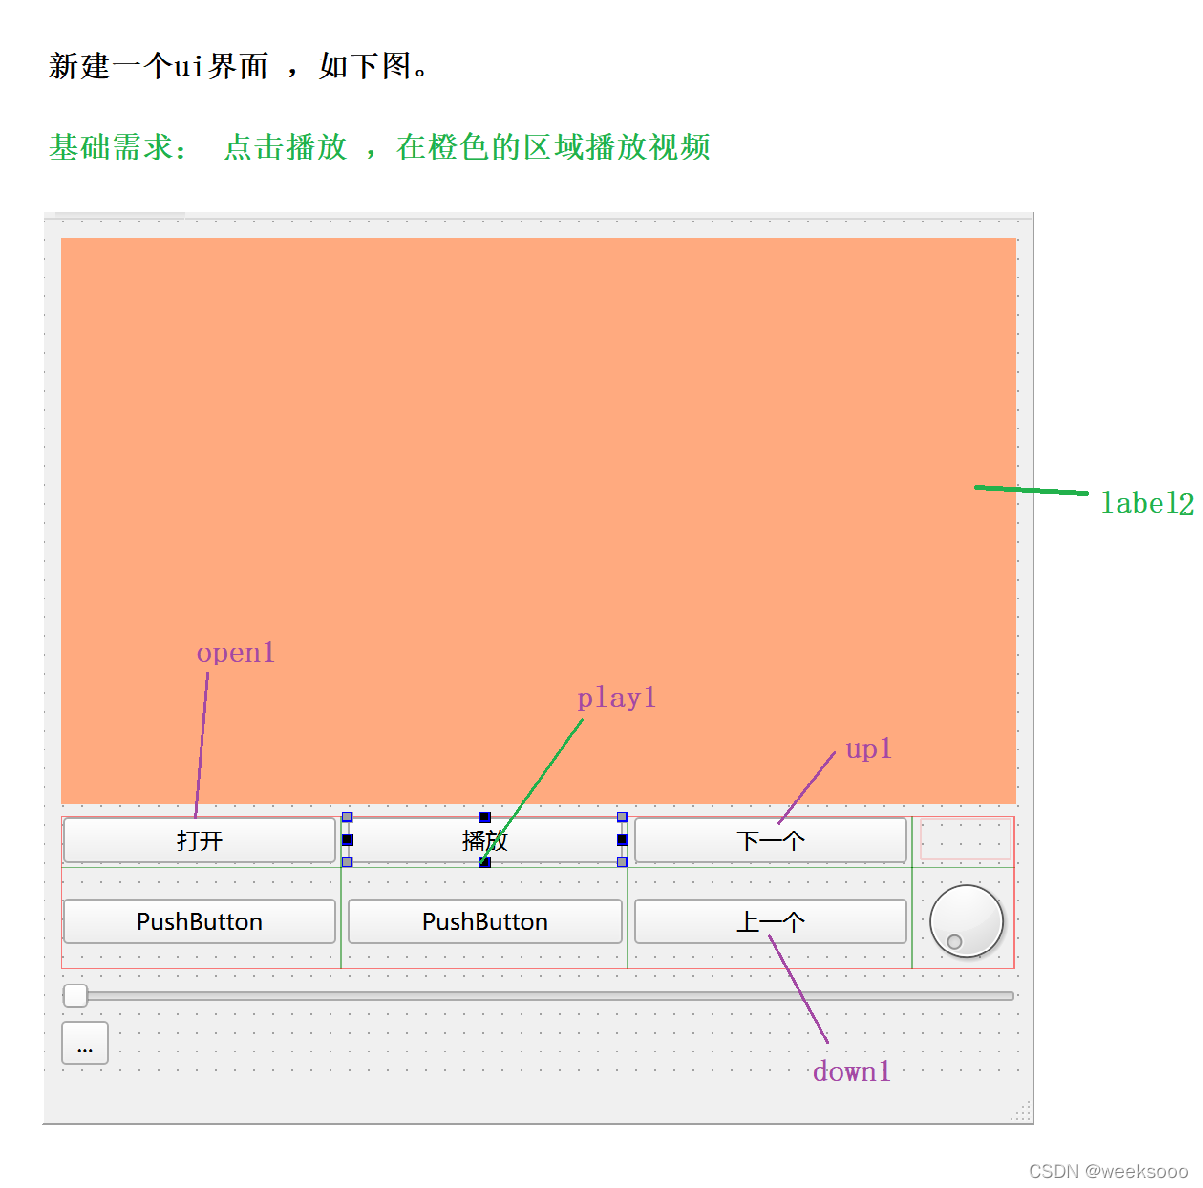 新建一个ui界面 ，如下图。
基础需求： 点击播放 ，在橙色的区域播放视频
label2
open1
play1
up1
打开
播放
下一个
PushButton
PushButton
上一个
...
down1
CSDN @weeksooo